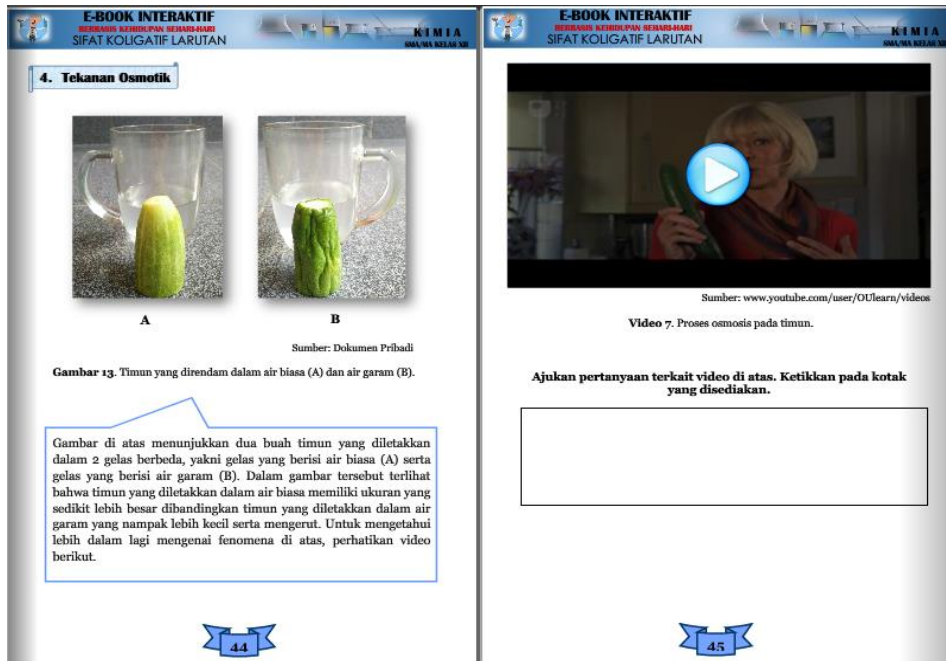 E-BOOK INTERAKTIF
BERBASIS KEHIDUPAN SEHARI-HARI
SIFAT KOLIGATIF LARUTAN
KIMIA
SMA/MA KELAS XII
4. Tekanan Osmotik
A
B
Sumber: Dokumen Pribadi
Gambar 13. Timun yang direndam dalam air biasa (A) dan air garam (B).
Gambar di atas menunjukkan dua buah timun yang diletakkan
dalam 2 gelas berbeda, yakni gelas yang berisi air biasa (A) serta
gelas yang berisi air garam (B). Dalam gambar tersebut terlihat
bahwa timun yang diletakkan dalam air biasa memiliki ukuran yang
sedikit lebih besar dibandingkan timun yang diletakkan dalam air
garam yang nampak lebih kecil serta mengerut. Untuk mengetahui
lebih dalam lagi mengenai fenomena di atas, perhatikan video
berikut.
44
E-BOOK INTERAKTIF
BERBASIS KEHIDUPAN SEHARI-HARI
SIFAT KOLIGATIF LARUTAN
KIMIA
SMA/MA KELAS XII
Sumber: www.youtube.com/user/OUlearn/videos
Video 7. Proses osmosis pada timun.
Ajukan pertanyaan terkait video di atas. Ketikkan pada kotak
yang disediakan.
45